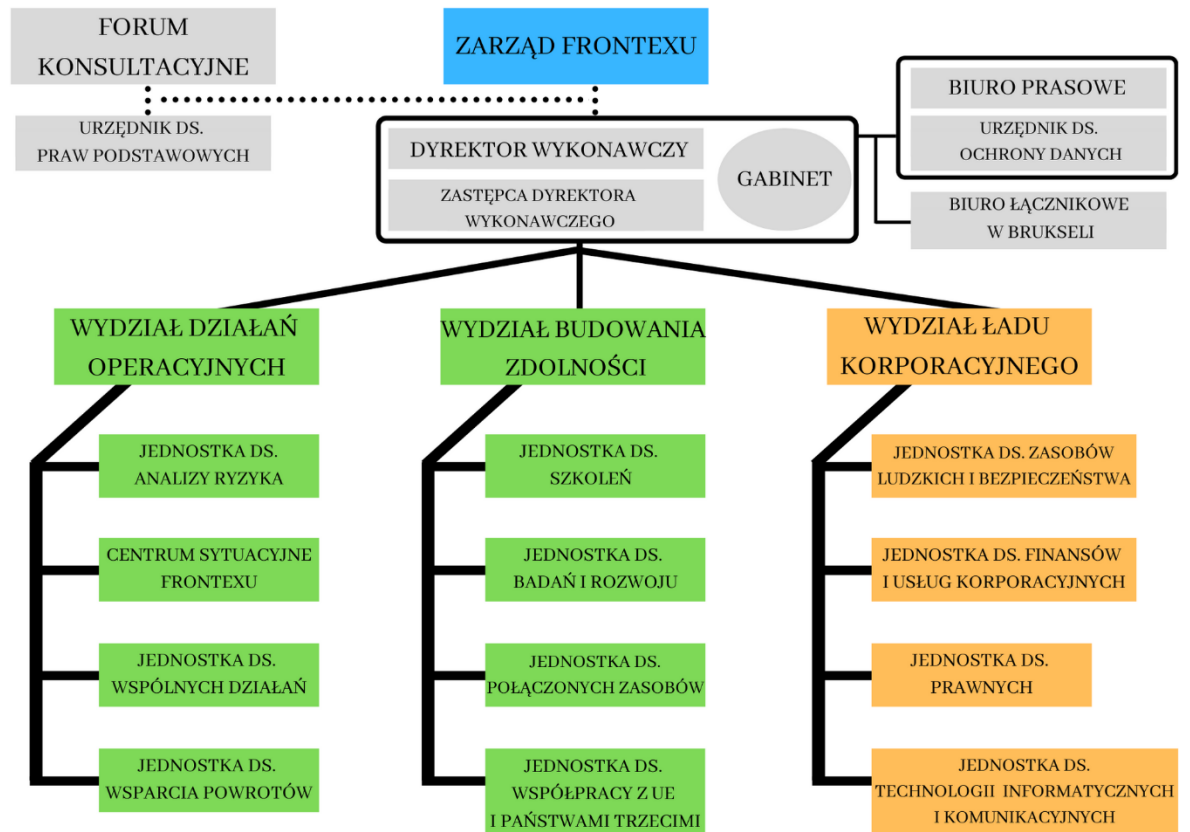 FORUM
KONSULTACYJNE
ZARZĄD FRONTEXU
BIURO PRASOWE
URZĘDNIK DS.
OCHRONY DANYCH
URZĘDNIK DS.
PRAW PODSTAWOWYCH
DYREKTOR WYKONAWCZY
ZASTĘPCA DYREKTORA
WYKONAWCZEGO
GABINET
BIURO ŁĄCZNIKOWE
W BRUKSELI
WYDZIAŁ DZIAŁAŃ
OPERACYJNYCH
WYDZIAŁ BUDOWANIA
ZDOLNOŚCI
WYDZIAŁ ŁADU
KORPORACYJNEGO
JEDNOSTKA DS.
ANALIZY RYZYKA
CENTRUM SYTUACYJNE
FRONTEXU
JEDNOSTKA DS.
WSPÓLNYCH DZIAŁAŃ
JEDNOSTKA DS.
WSPARCIA POWROTÓW
JEDNOSTKA DS.
SZKOLEŃ
JEDNOSTKA DS.
BADAŃ I ROZWOJU
JEDNOSTKA DS.
POŁĄCZONYCH ZASOBÓW
JEDNOSTKA DS.
WSPÓŁPRACY Z UE
I PAŃSTWAMI TRZECIMI
JEDNOSTKA DS. ZASOBÓW
LUDZKICH I BEZPIECZEŃSTWA
JEDNOSTKA DS. FINANSÓW
I USŁUG KORPORACYJNYCH
JEDNOSTKA DS.
PRAWNYCH
JEDNOSTKA DS.
TECHNOLOGII INFORMATYCZNYCH
I KOMUNIKACYJNYCH